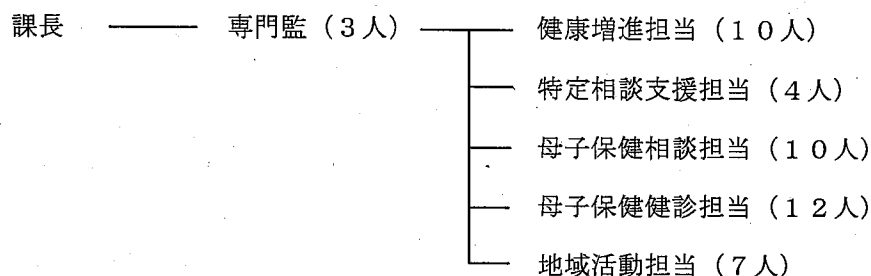 課長 専門監（３人） 健康増進担当（１０人）
特定相談支援担当（４人）
母子保健相談担当（１０人）
母子保健健診担当（１２人）
地域活動担当（７人）